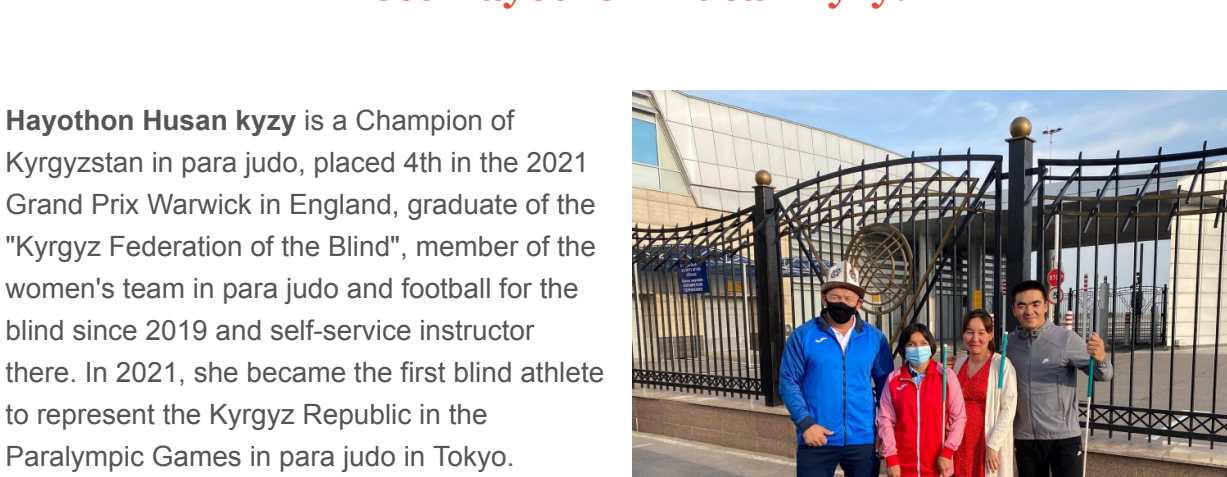 Hayothon Husan kyzy is a Champion of
Kyrgyzstan in para judo, placed 4th in the 2021
Grand Prix Warwick in England, graduate of the
"Kyrgyz Federation of the Blind", member of the
women's team in para judo and football for the
blind since 2019 and self-service instructor
there. In 2021, she became the first blind athlete
to represent the Kyrgyz Republic in the
Paralympic Games in para judo in Tokyo.